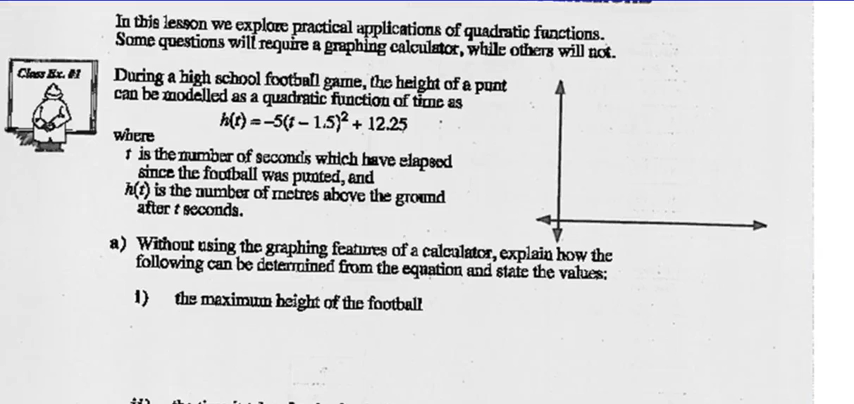 In this lesson we explore practical applications of quadratic functions.
Some questions will require a graphing calculator, while others will not.
Class Ex. #1
During a high school football game, the height of a punt
can be modelled as a quadratic function of time as
h(t) = –5(t – 1.5)² + 12.25
where
t is the number of seconds which have elapsed
since the football was punted, and
h(t) is the number of metres above the ground
after t seconds.
a) Without using the graphing features of a calculator, explain how the
following can be determined from the equation and state the values:
i) the maximum height of the football